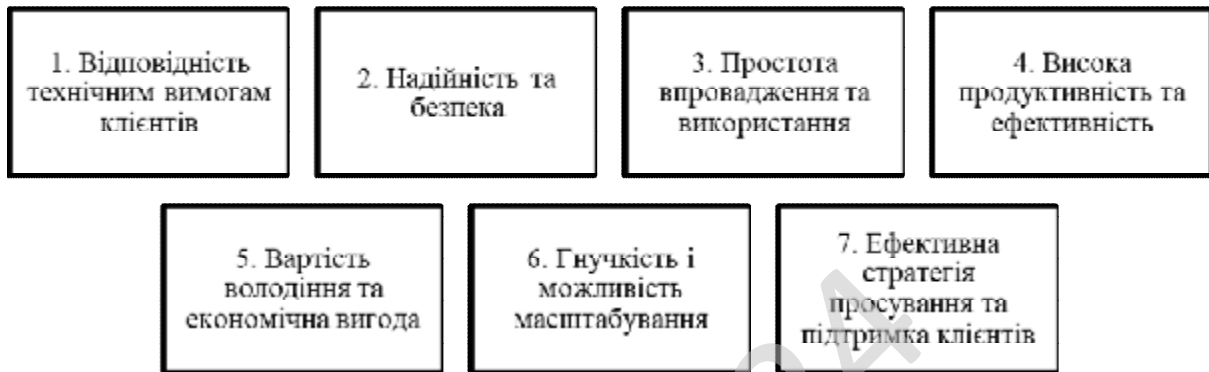 1. Відповідність
технічним вимогам
клієнтів
2. Надійність та
безпека
3. Простота
впровадження та
використання
4. Висока
продуктивність та
ефективність
5. Вартість
володіння та
економічна вигода
6. Гнучкість і
можливість
масштабування
7. Ефективна
стратегія
просування та
підтримка клієнтів